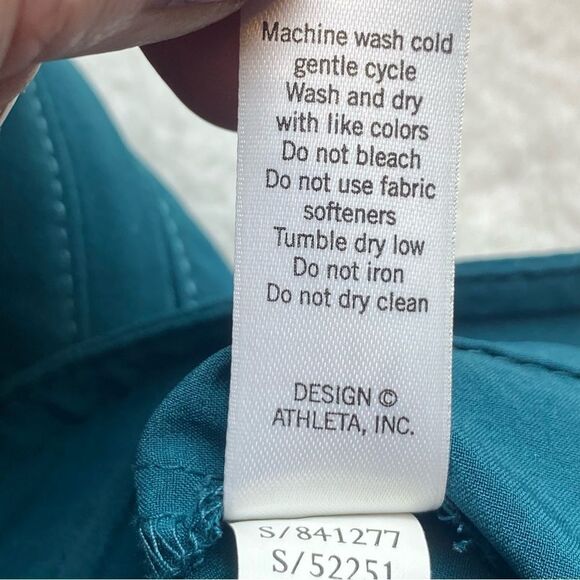 Machine wash cold
gentle cycle
Wash and dry
with like colors
Do not bleach
Do not use fabric
softeners
Tumble dry low
Do not iron
Do not dry clean
DESIGN ©
ATHLETA, INC.
S/841277
S/52251